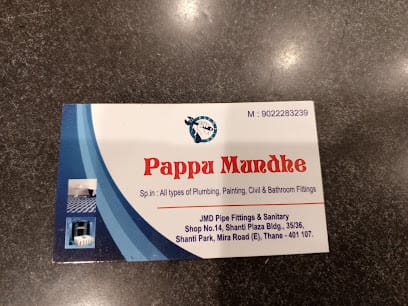 M : 9022283239
Pappu Mundhe
Sp.in : All types of Plumbing, Painting, Civil & Bathroom Fittings
JMD Pipe Fittings & Sanitary
Shop No.14, Shanti Plaza Bldg., 35/36,
Shanti Park, Mira Road (E), Thane - 401 107.